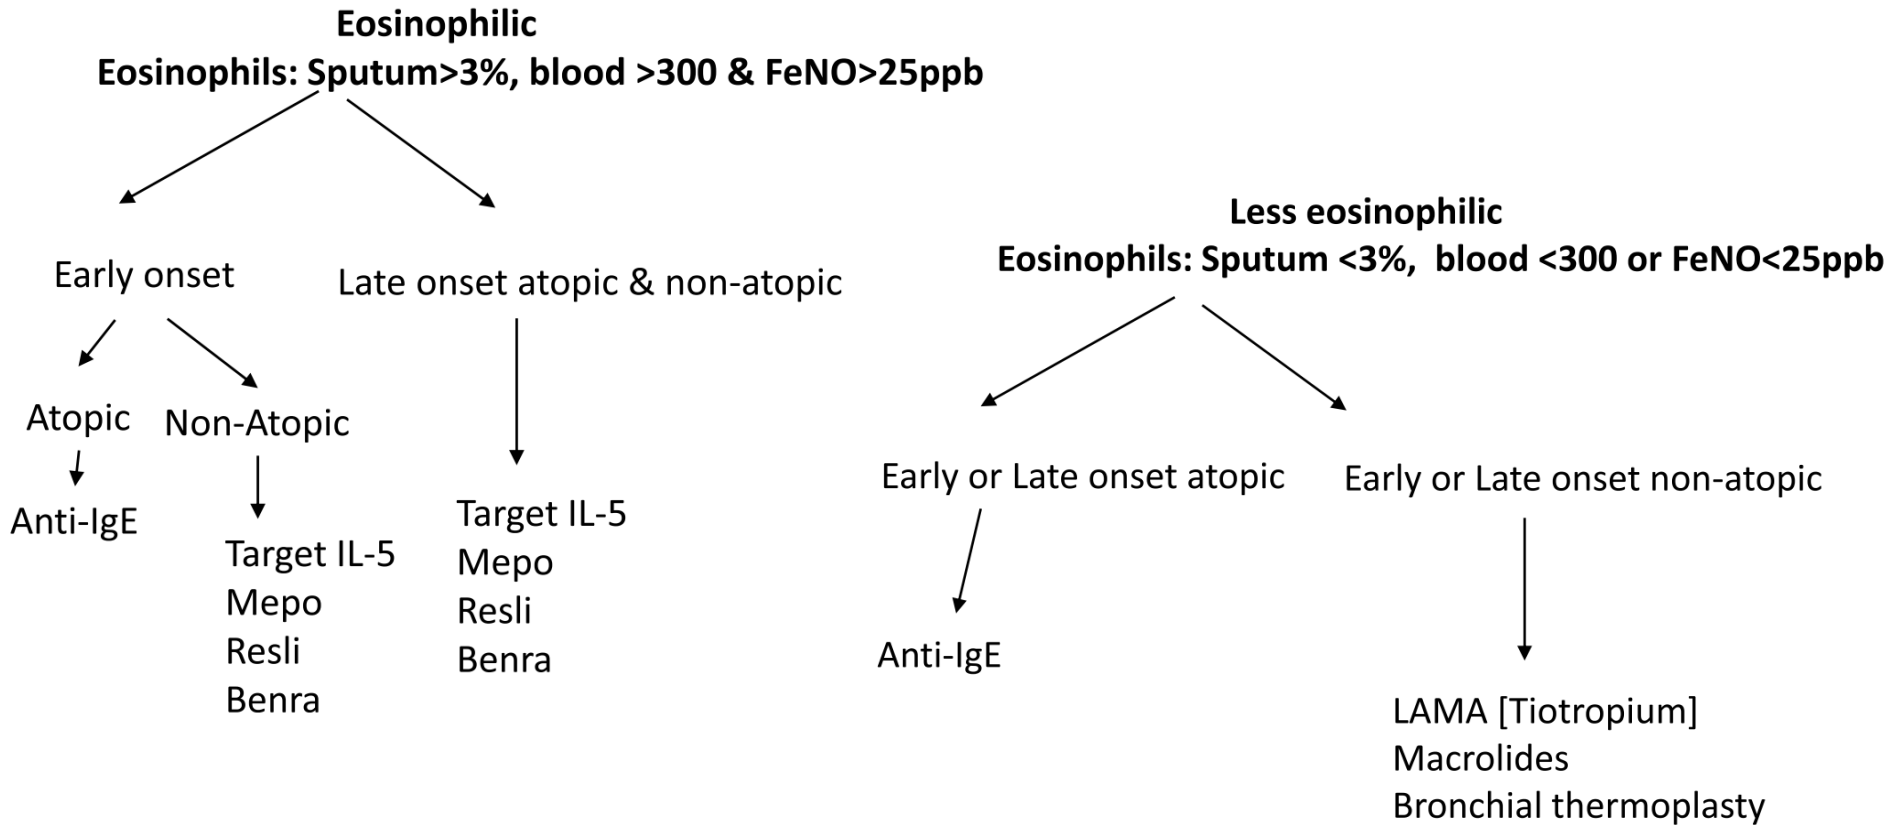 Eosinophilic
Eosinophils: Sputum>3%, blood >300 & FeNO>25ppb
Early onset
Late onset atopic & non-atopic
Atopic
Non-Atopic
Anti-IgE
Target IL-5
Mepo
Resli
Benra
Target IL-5
Mepo
Resli
Benra
Less eosinophilic
Eosinophils: Sputum <3%,  blood <300 or FeNO<25ppb
Early or Late onset atopic
Early or Late onset non-atopic
Anti-IgE
LAMA [Tiotropium]
Macrolides
Bronchial thermoplasty